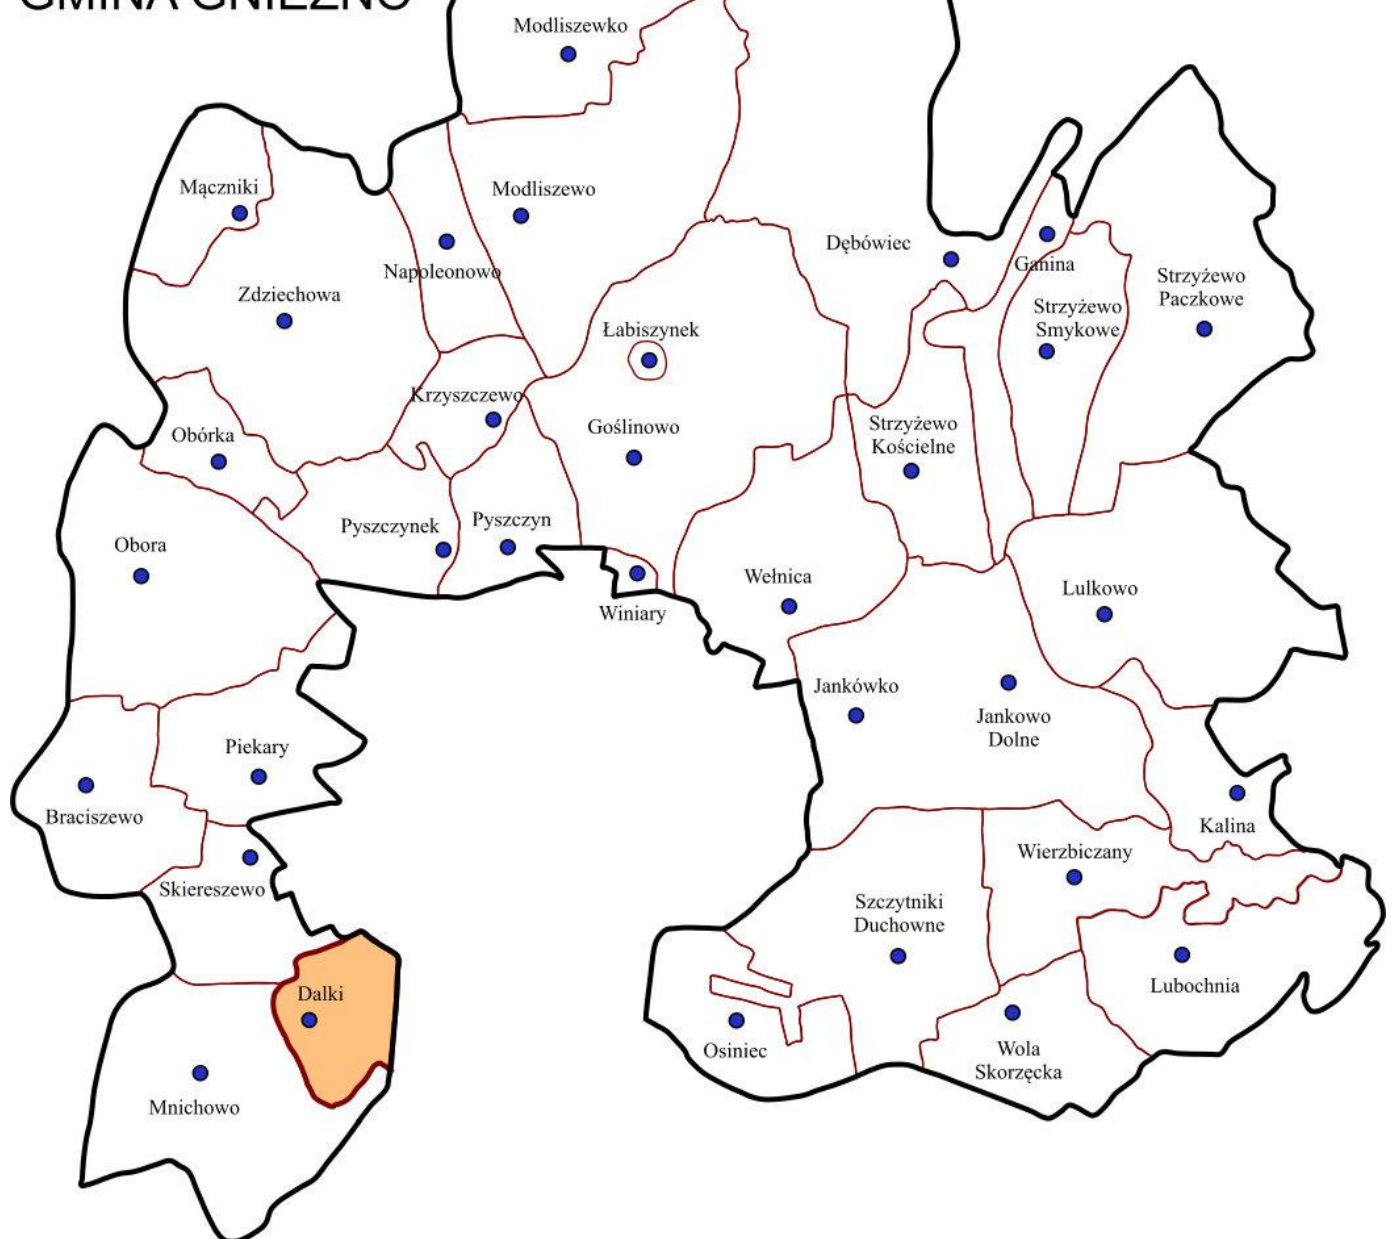 GMINA GNIEZNO
Modliszewko
Mączniki
Modliszewo
Dębówiec
Napoleonowo
Ganina
Zdziechowa
Strzyżewo
Paczkowe
Strzyżewo
Smykowe
Łabiszynek
Krzyszczewo
Obórka
Goślinowo
Strzyżewo
Kościelne
Pyszczynek
Pyszczyn
Obora
Wełnica
Winiary
Lulkowo
Jankówko
Jankowo
Dolne
Piekary
Braciszewo
Kalina
Skiereszewo
Wierzbiczany
Szczytniki
Duchowne
Dalki
Lubochnia
Osiniec
Wola
Skorzęcka
Mnichowo